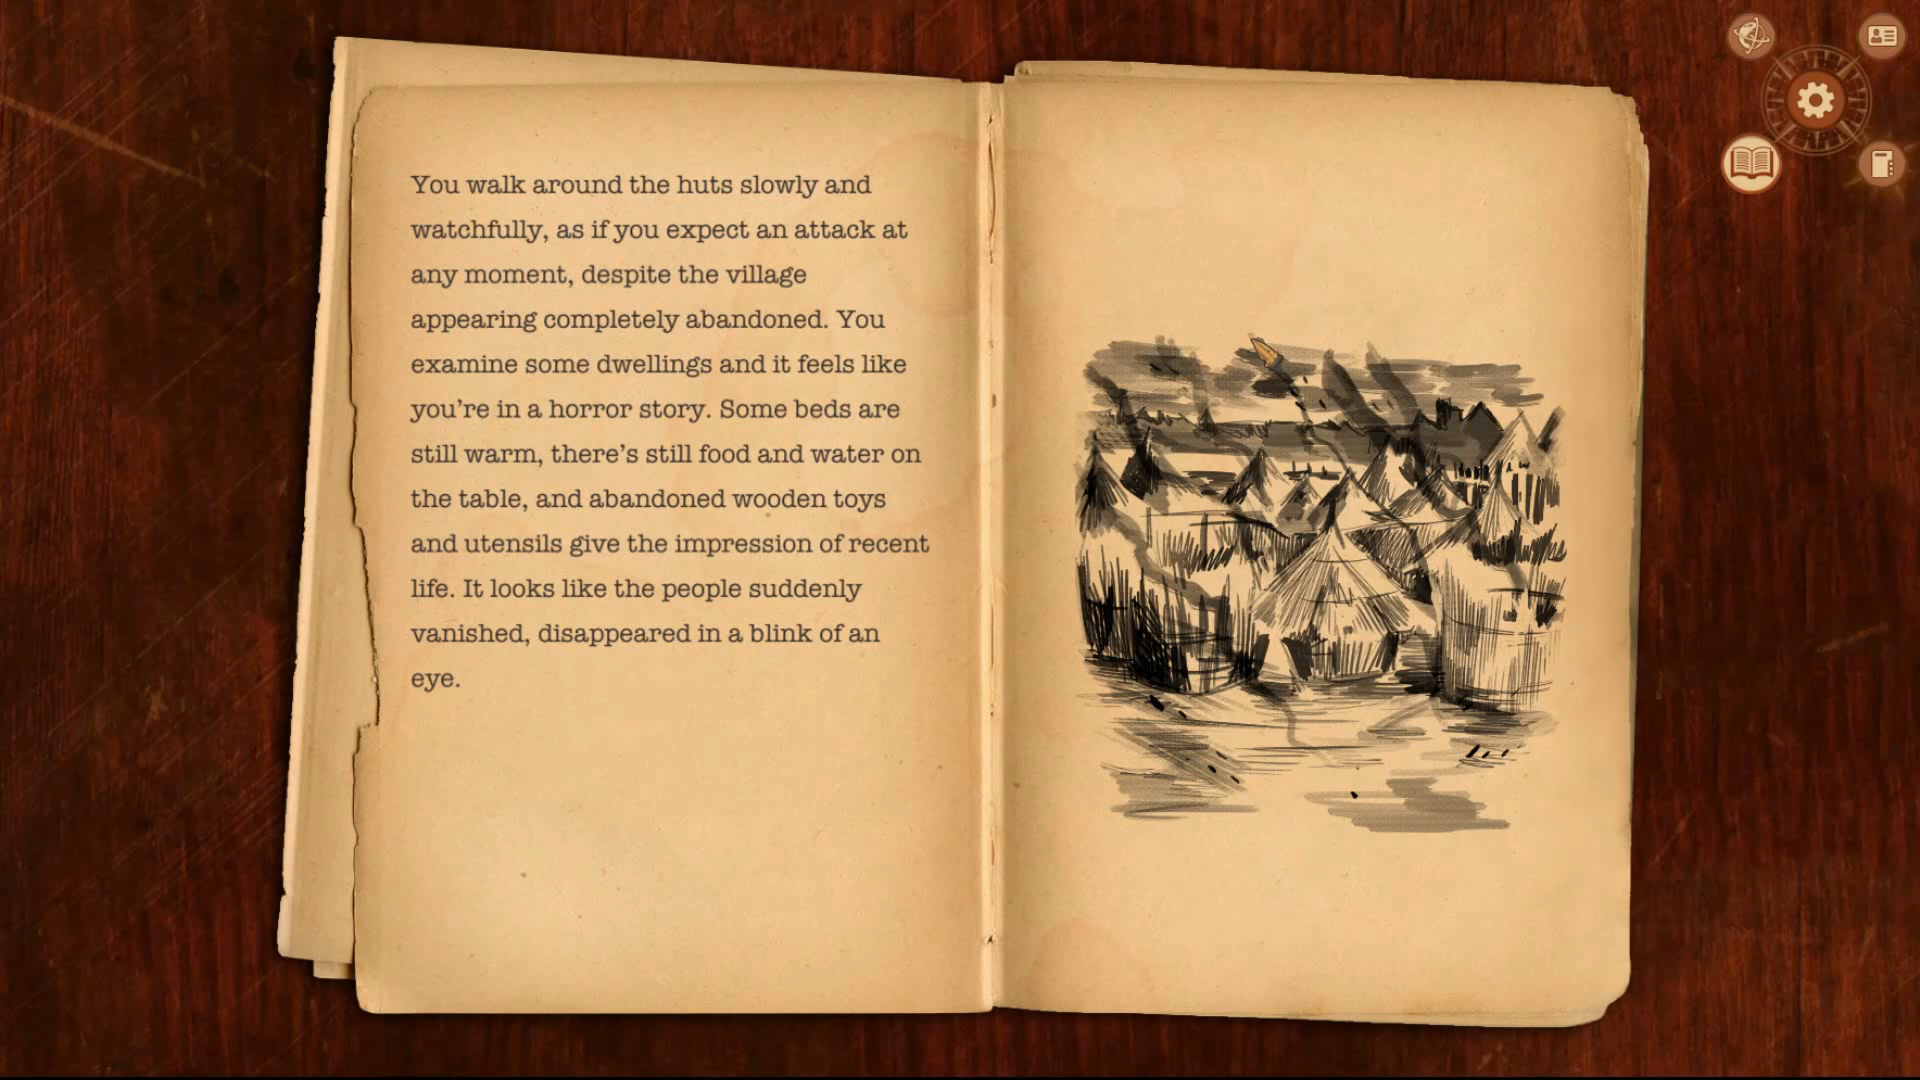 You walk around the huts slowly and
watchfully, as if you expect an attack at
any moment, despite the village
appearing completely abandoned. You
examine some dwellings and it feels like
you’re in a horror story. Some beds are
still warm, there’s still food and water on
the table, and abandoned wooden toys
and utensils give the impression of recent
life. It looks like the people suddenly
vanished, disappeared in a blink of an
eye.